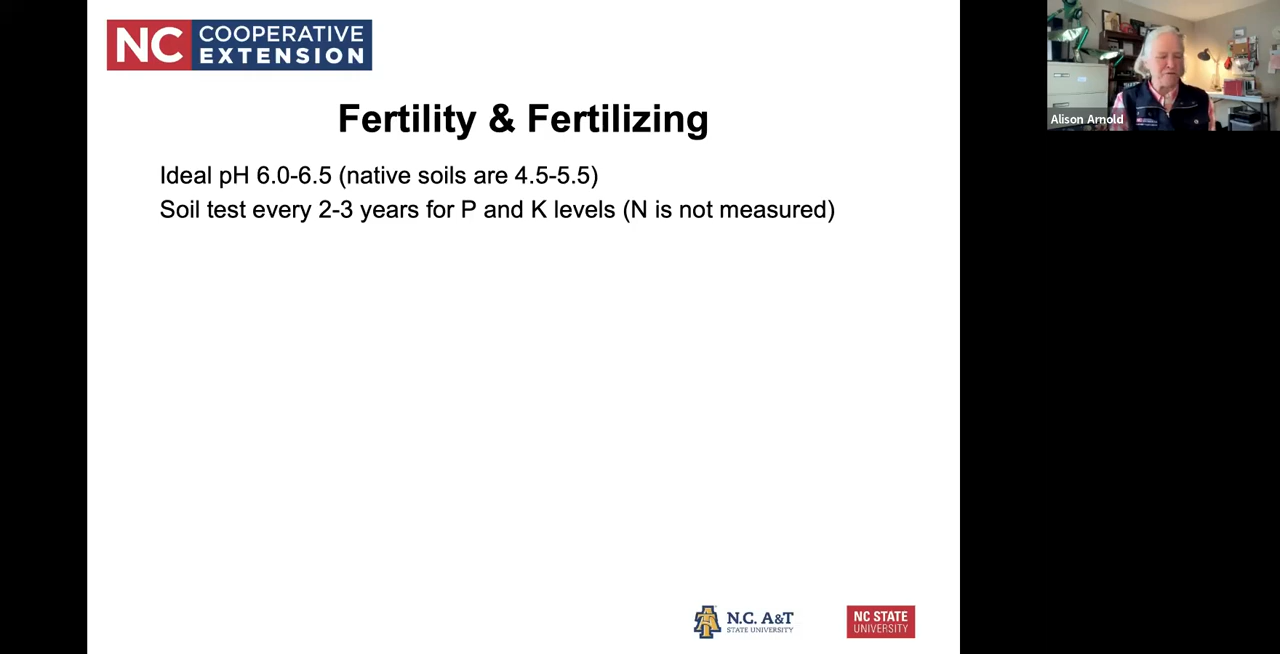 NC COOPERATIVE
EXTENSION
Alison Arnold
Fertility & Fertilizing
Ideal pH 6.0-6.5 (native soils are 4.5-5.5)
Soil test every 2-3 years for P and K levels (N is not measured)
N.C. A&T
STATE UNIVERSITY
NC STATE
UNIVERSITY